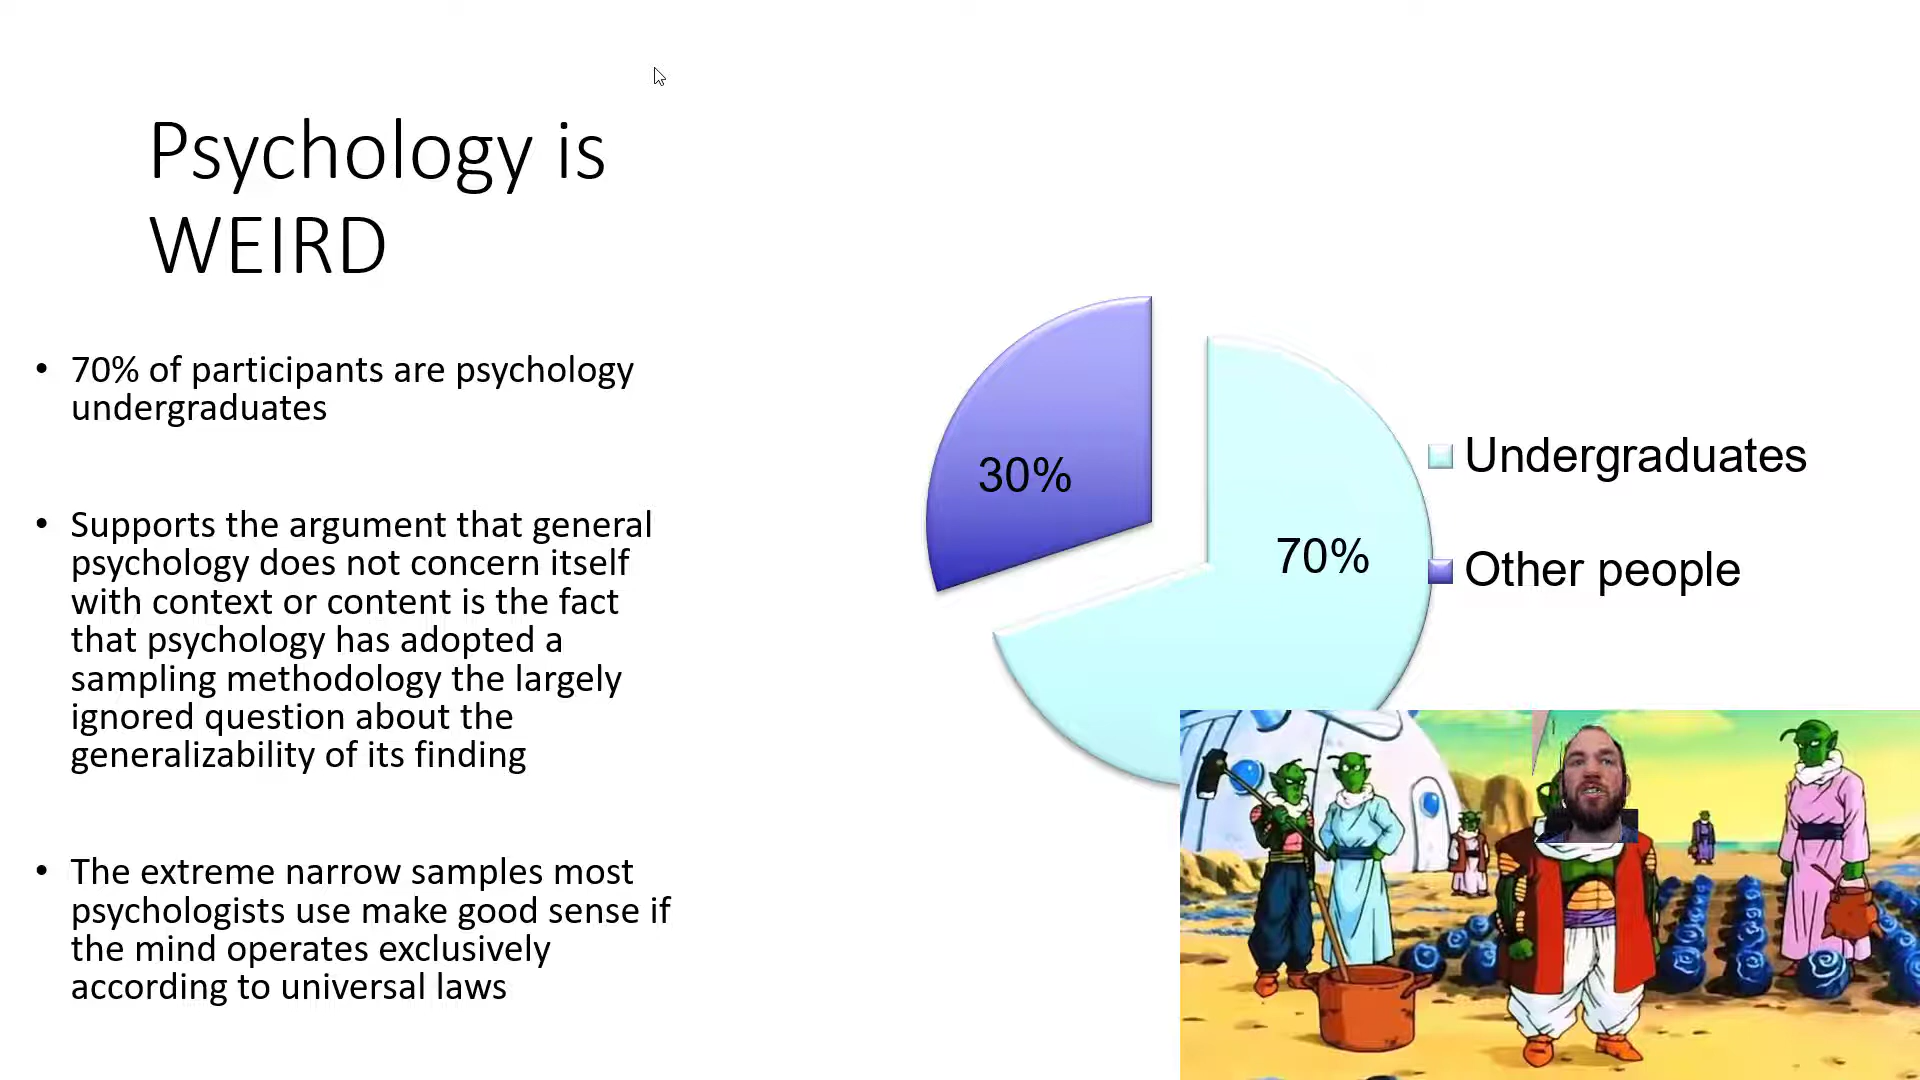 Psychology is
WEIRD
• 70% of participants are psychology
undergraduates
• Supports the argument that general
psychology does not concern itself
with context or content is the fact
that psychology has adopted a
sampling methodology the largely
ignored question about the
generalizability of its finding
• The extreme narrow samples most
psychologists use make good sense if
the mind operates exclusively
according to universal laws
30%
70%
Undergraduates
Other people